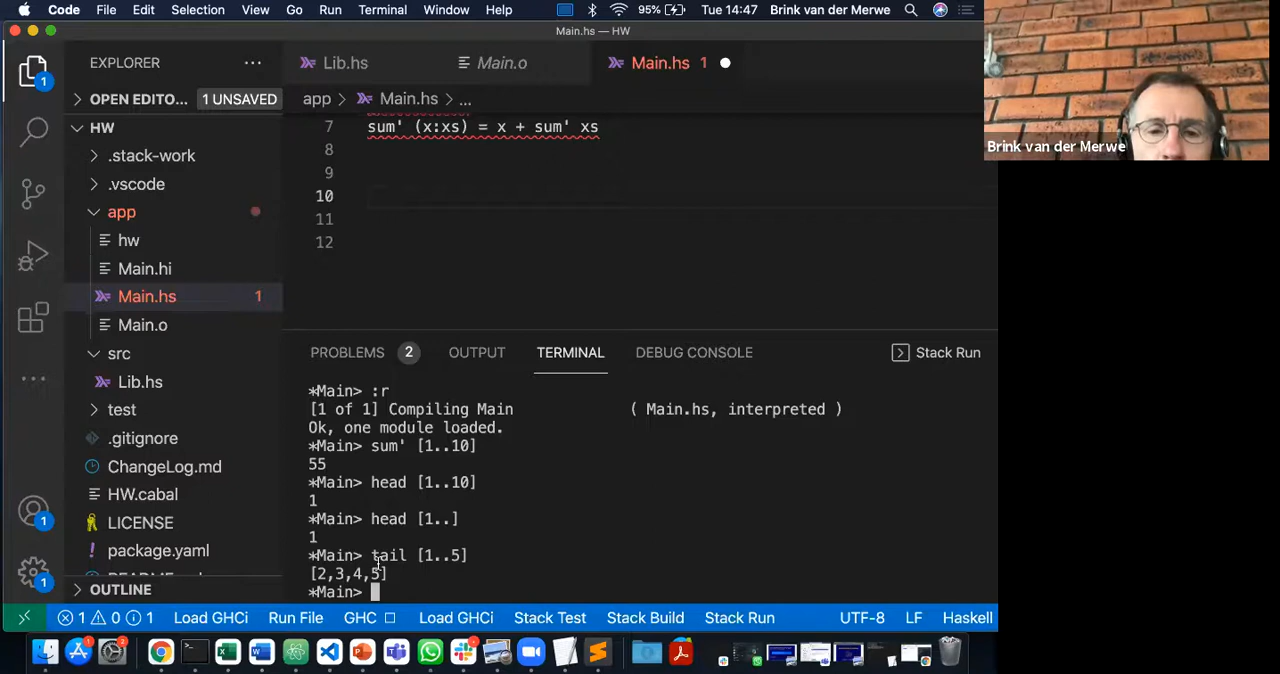 Code File Edit Selection View Go Run Terminal Window Help 95% Tue 14:47 Brink van der Merwe
Main.hs — HW
EXPLORER
Lib.hs
Main.o
Main.hs 1
OPEN EDITO... 1 UNSAVED
app > Main.hs > ...
HW
.stack-work
.vscode
app
hw
Main.hi
Main.hs 1
Main.o
src
Lib.hs
test
.gitignore
ChangeLog.md
HW.cabal
LICENSE
package.yaml
OUTLINE
7 sum' (x:xs) = x + sum' xs
8
9
10
11
12
PROBLEMS 2 OUTPUT TERMINAL DEBUG CONSOLE Stack Run
*Main> :r
[1 of 1] Compiling Main ( Main.hs, interpreted )
Ok, one module loaded.
*Main> sum' [1..10]
55
*Main> head [1..10]
1
*Main> head [1..]
1
*Main> tail [1..5]
[2,3,4,5]
*Main>
1 0 1 Load GHCi Run File GHC Load GHCi Stack Test Stack Build Stack Run UTF-8 LF Haskell
Brink van der Merwe